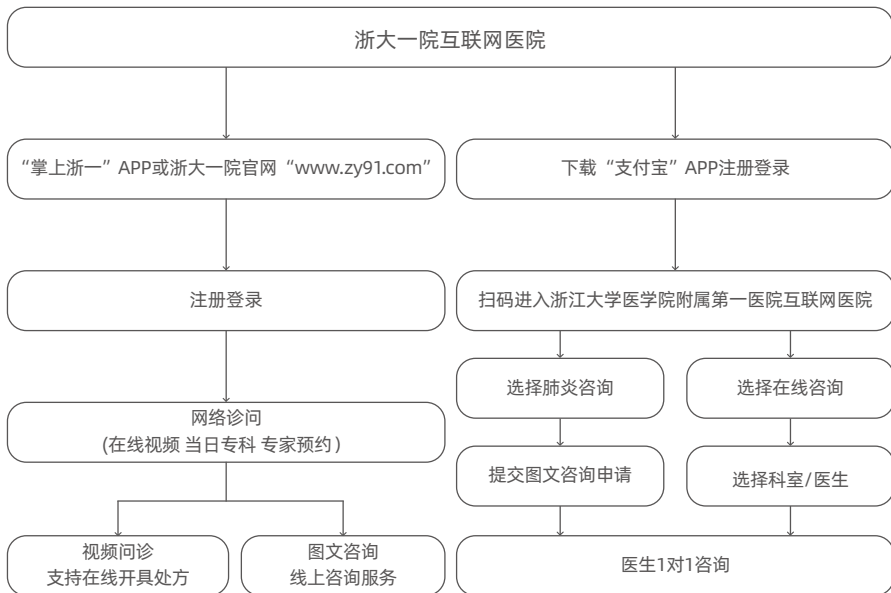 浙大一院互联网医院
“掌上浙一”APP或浙大一院官网“www.zy91.com”
下载“支付宝”APP注册登录
注册登录
扫码进入浙江大学医学院附属第一医院互联网医院
选择肺炎咨询
选择在线咨询
网络诊问
(在线视频 当日专科 专家预约)
提交图文咨询申请
选择科室/医生
视频问诊
支持在线开具处方
图文咨询
线上咨询服务
医生1对1咨询